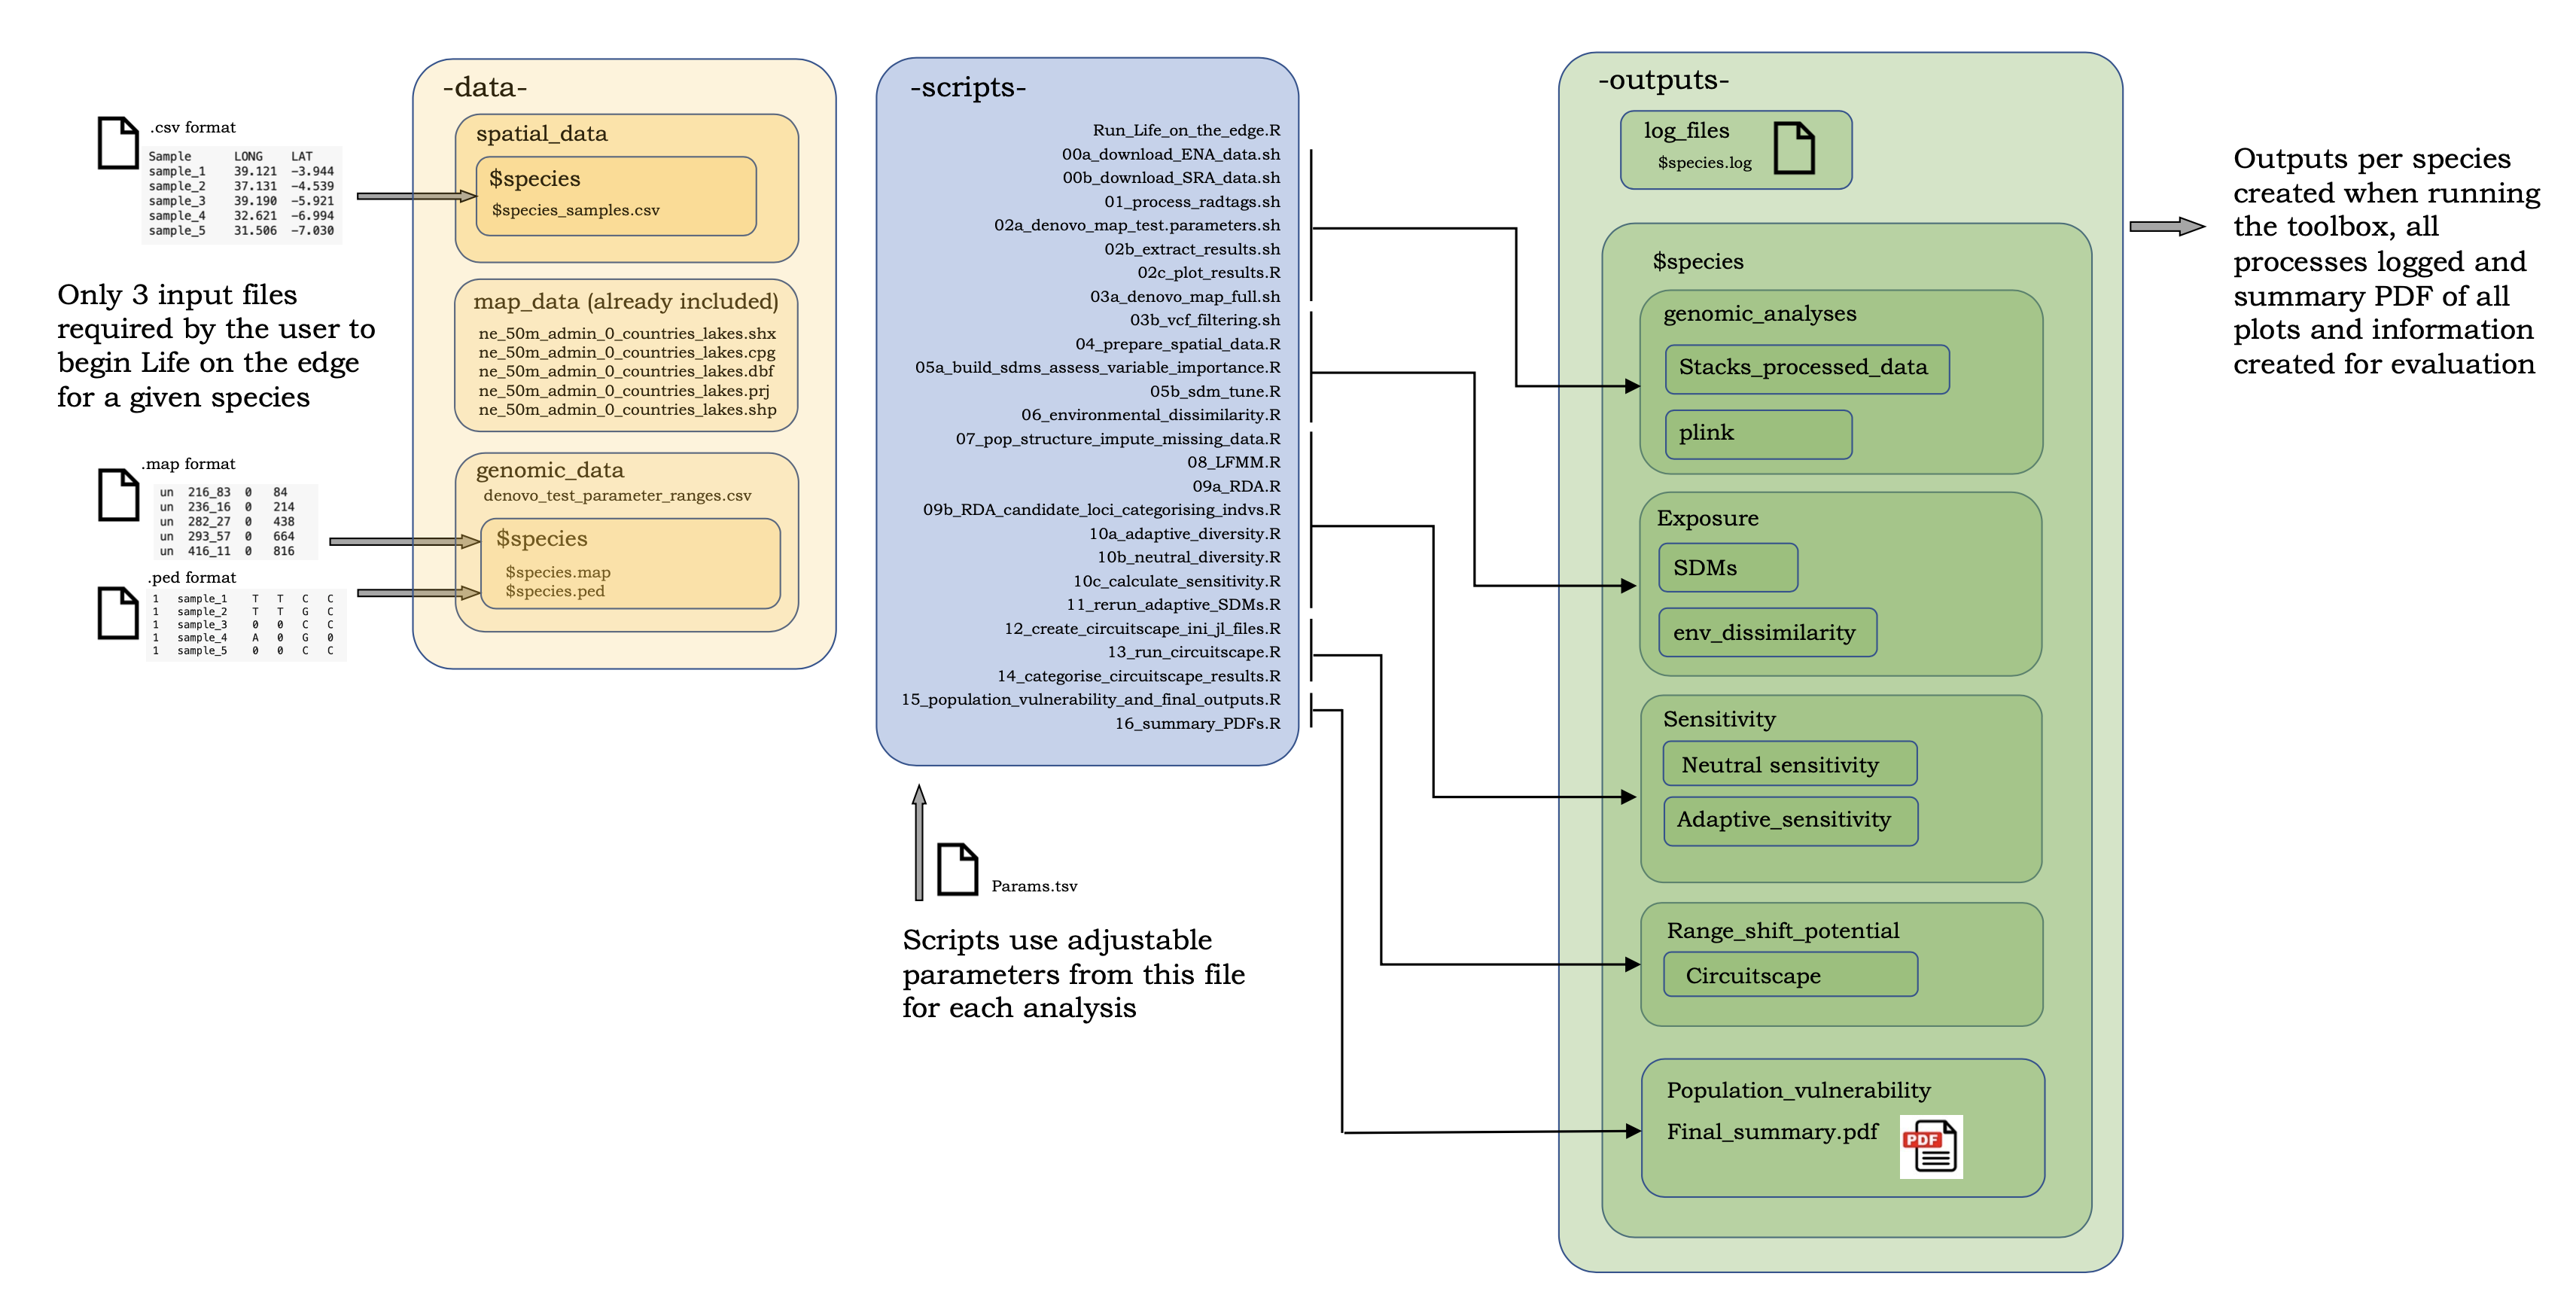 .csv format
Sample LONG LAT
sample_1 39.121 -3.944
sample_2 37.131 -4.539
sample_3 39.190 -5.921
sample_4 32.621 -6.994
sample_5 31.506 -7.030
Only 3 input files
required by the user to
begin Life on the edge
for a given species
.map format
un 216_83 0 84
un 236_16 0 214
un 282_27 0 438
un 293_57 0 664
un 416_11 0 816
.ped format
1 sample_1 T T C C
1 sample_2 T T G C
1 sample_3 0 0 C C
1 sample_4 A 0 G 0
1 sample_5 0 0 C C
-data-
spatial_data
$species
$species_samples.csv
map_data (already included)
ne_50m_admin_0_countries_lakes.shx
ne_50m_admin_0_countries_lakes.cpg
ne_50m_admin_0_countries_lakes.dbf
ne_50m_admin_0_countries_lakes.prj
ne_50m_admin_0_countries_lakes.shp
genomic_data
denovo_test_parameter_ranges.csv
$species
$species.map
$species.ped
-scripts-
Run_Life_on_the_edge.R
00a_download_ENA_data.sh
00b_download_SRA_data.sh
01_process_radtags.sh
02a_denovo_map_test.parameters.sh
02b_extract_results.sh
02c_plot_results.R
03a_denovo_map_full.sh
03b_vcf_filtering.sh
04_prepare_spatial_data.R
05a_build_sdms_assess_variable_importance.R
05b_sdm_tune.R
06_environmental_dissimilarity.R
07_pop_structure_impute_missing_data.R
08_LFMM.R
09a_RDA.R
09b_RDA_candidate_loci_categorising_indvs.R
10a_adaptive_diversity.R
10b_neutral_diversity.R
10c_calculate_sensitivity.R
11_rerun_adaptive_SDMs.R
12_create_circuitscape_ini_jl_files.R
13_run_circuitscape.R
14_categorise_circuitscape_results.R
15_population_vulnerability_and_final_outputs.R
16_summary_PDFs.R
Params.tsv
Scripts use adjustable
parameters from this file
for each analysis
-outputs-
log_files
$species.log
$species
genomic_analyses
Stacks_processed_data
plink
Exposure
SDMs
env_dissimilarity
Sensitivity
Neutral sensitivity
Adaptive_sensitivity
Range_shift_potential
Circuitscape
Population_vulnerability
Final_summary.pdf
PDF
Outputs per species
created when running
the toolbox, all
processes logged and
summary PDF of all
plots and information
created for evaluation